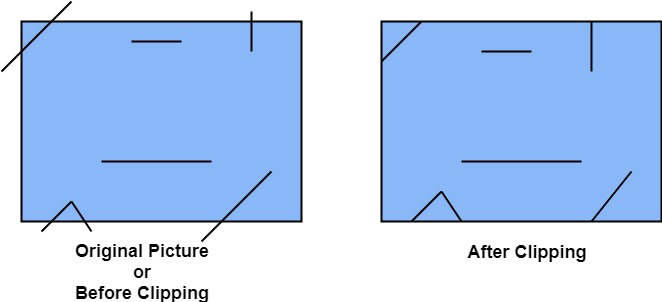 Original Picture
or
Before Clipping
After Clipping